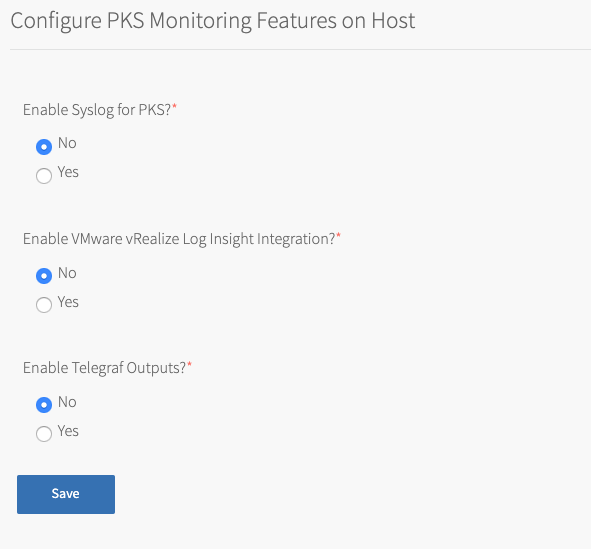 Configure PKS Monitoring Features on Host
Enable Syslog for PKS?*
No
Yes
Enable VMware vRealize Log Insight Integration?*
No
Yes
Enable Telegraf Outputs?*
No
Yes
Save